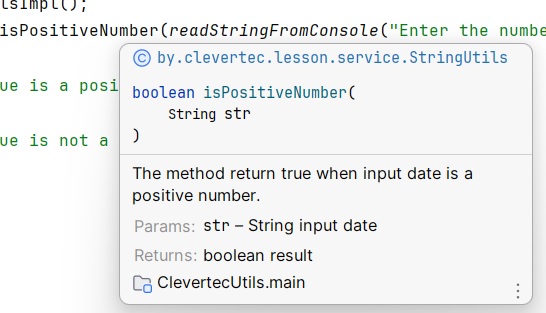 lsImpl();
isPositiveNumber(readStringFromConsole("Enter the numbe
by.clevertec.lesson.service.StringUtils
ue is a posi
boolean isPositiveNumber(
String str
)
ue is not a
The method return true when input date is a
positive number.
Params: str – String input date
Returns: boolean result
ClevertecUtils.main